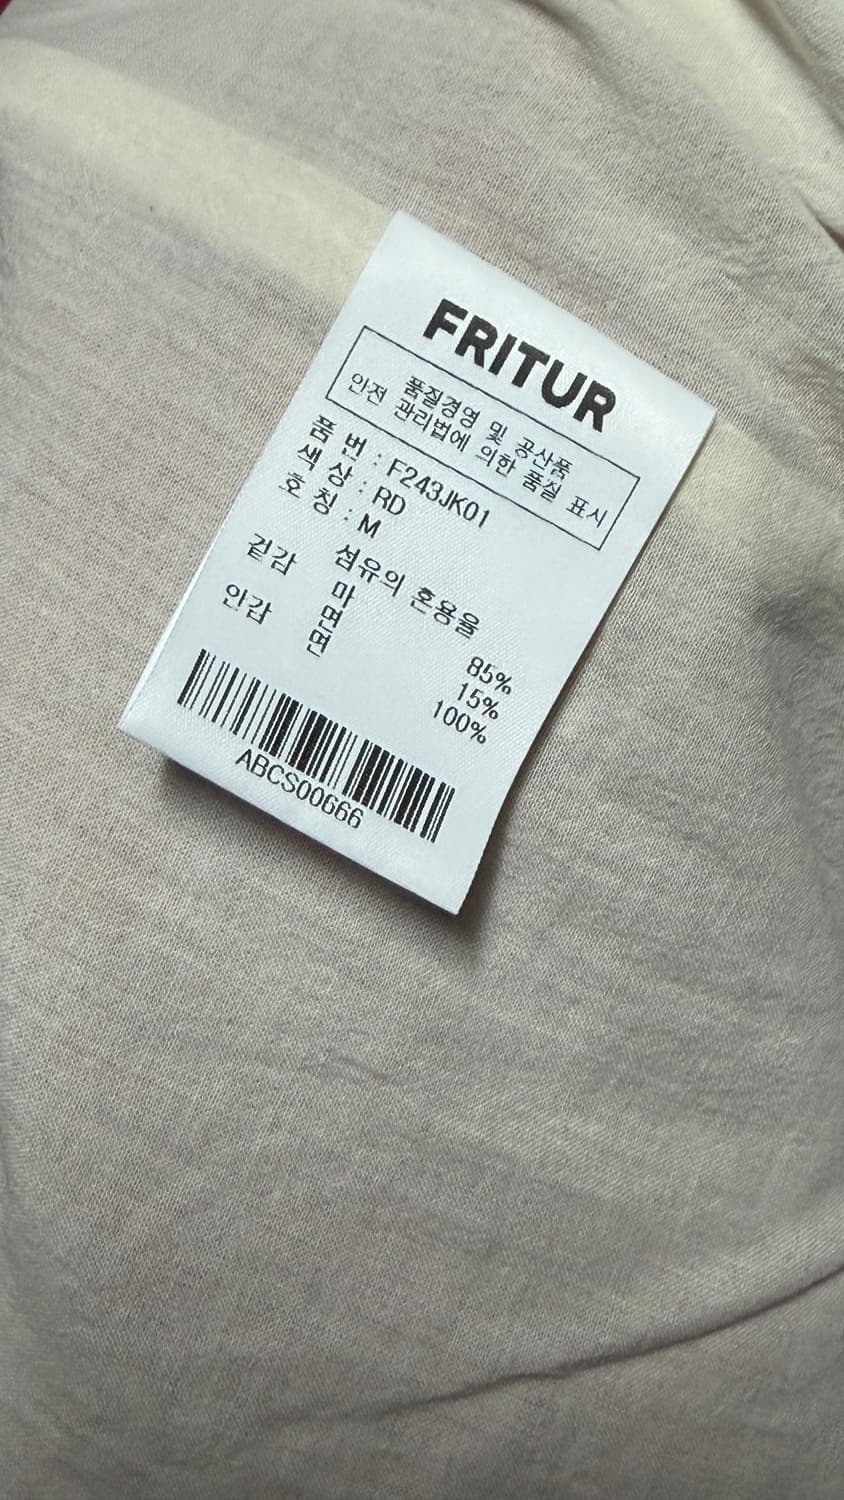 FRITUR
품질경영 및 공산품
안전 관리법에 의한 품질 표시
품 번 : F243JK01
색 상 : RD
호 칭 : M
섬유의 혼용율
겉감 마 85%
면 15%
안감 면 100%
ABCS00666